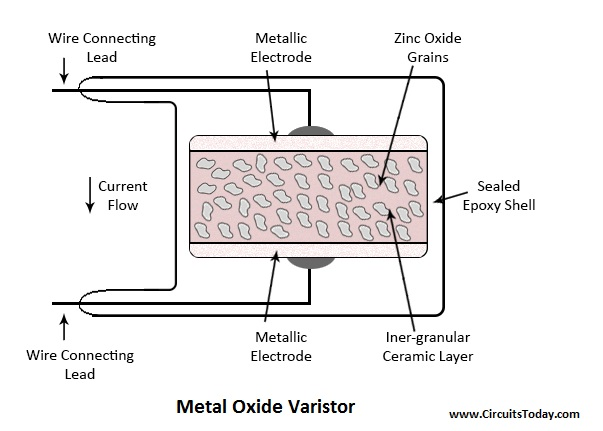 Wire Connecting
Lead
Metallic
Electrode
Zinc Oxide
Grains
Current
Flow
Sealed
Epoxy Shell
Wire Connecting
Lead
Metallic
Electrode
Iner-granular
Ceramic Layer
Metal Oxide Varistor
www.CircuitsToday.com